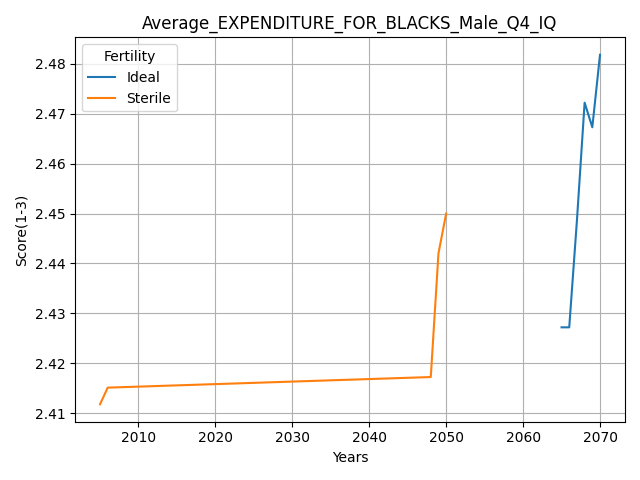 Average_EXPENDITURE_FOR_BLACKS_Male_Q4_IQ
Fertility
Ideal
Sterile
Score(1-3)
2.48
2.47
2.46
2.45
2.44
2.43
2.42
2.41
2010 2020 2030 2040 2050 2060 2070
Years